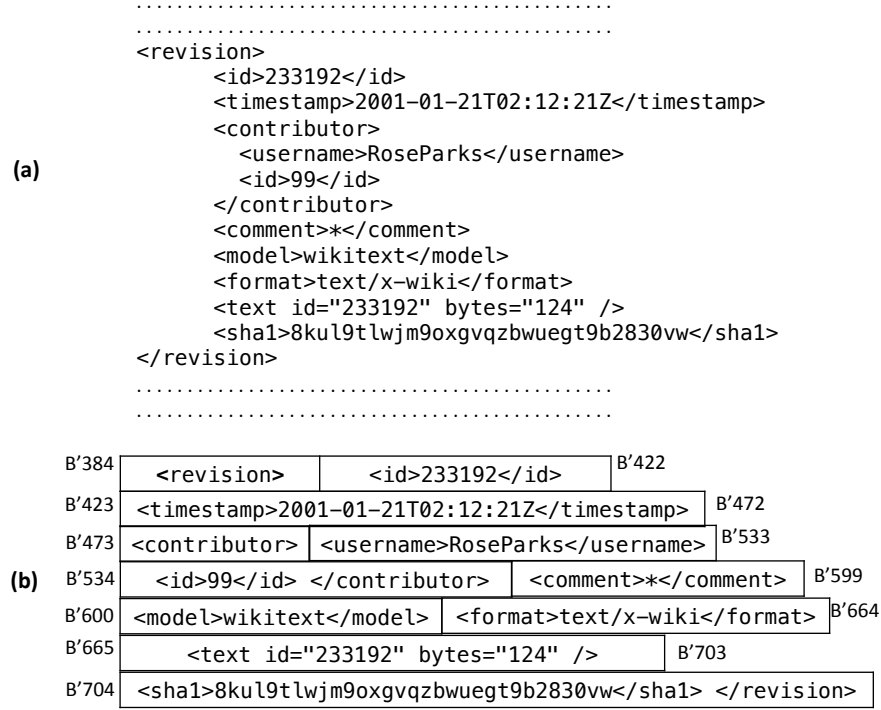 ..............................................
..............................................
<revision>
<id>233192</id>
<timestamp>2001-01-21T02:12:21Z</timestamp>
<contributor>
<username>RoseParks</username>
(a)
<id>99</id>
</contributor>
<comment>*</comment>
<model>wikitext</model>
<format>text/x-wiki</format>
<text id="233192" bytes="124" />
<sha1>8kul9tlwjm9oxgvqzbwuegt9b2830vw</sha1>
</revision>
..............................................
..............................................
B'384 <revision> <id>233192</id> B'422
B'423 <timestamp>2001-01-21T02:12:21Z</timestamp> B'472
B'473 <contributor> <username>RoseParks</username> B'533
(b) B'534 <id>99</id> </contributor> <comment>*</comment> B'599
B'600 <model>wikitext</model> <format>text/x-wiki</format> B'664
B'665 <text id="233192" bytes="124" /> B'703
B'704 <sha1>8kul9tlwjm9oxgvqzbwuegt9b2830vw</sha1> </revision>